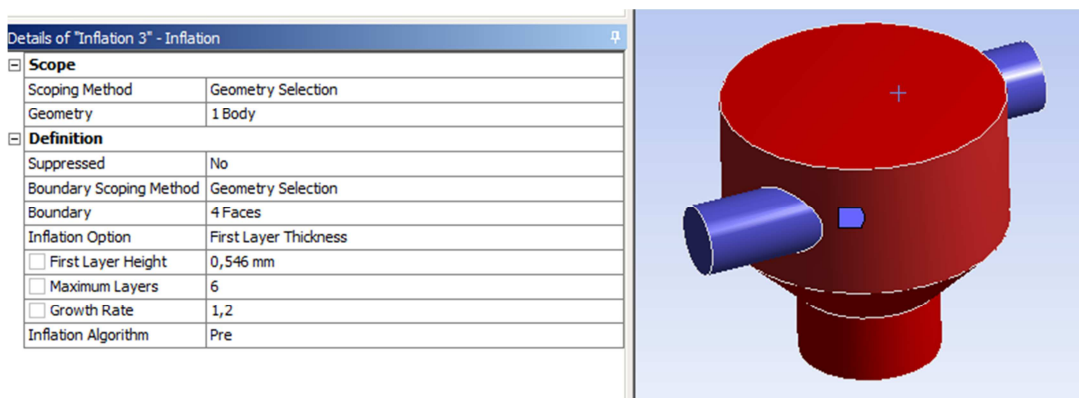 Details of "Inflation 3" - Inflation
Scope
Scoping Method Geometry Selection
Geometry 1 Body
Definition
Suppressed No
Boundary Scoping Method Geometry Selection
Boundary 4 Faces
Inflation Option First Layer Thickness
First Layer Height 0,546 mm
Maximum Layers 6
Growth Rate 1,2
Inflation Algorithm Pre